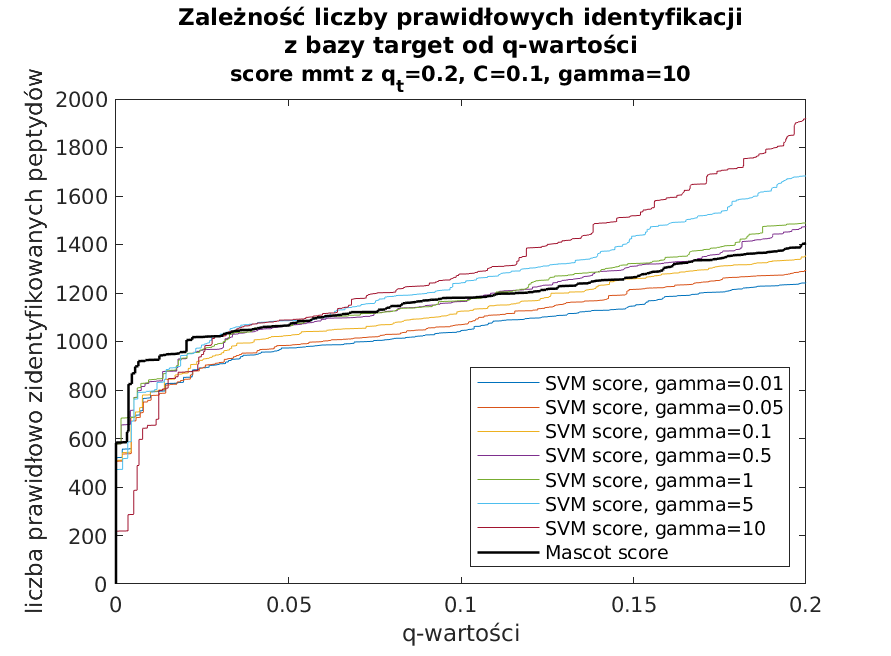 Zależność liczby prawidłowych identyfikacji
z bazy target od q-wartości
score mmt z qt=0.2, C=0.1, gamma=10
liczba prawidłowo zidentyfikowanych peptydów
2000
1800
1600
1400
1200
1000
800
600
400
200
0
SVM score, gamma=0.01
SVM score, gamma=0.05
SVM score, gamma=0.1
SVM score, gamma=0.5
SVM score, gamma=1
SVM score, gamma=5
SVM score, gamma=10
Mascot score
0 0.05 0.1 0.15 0.2
q-wartości